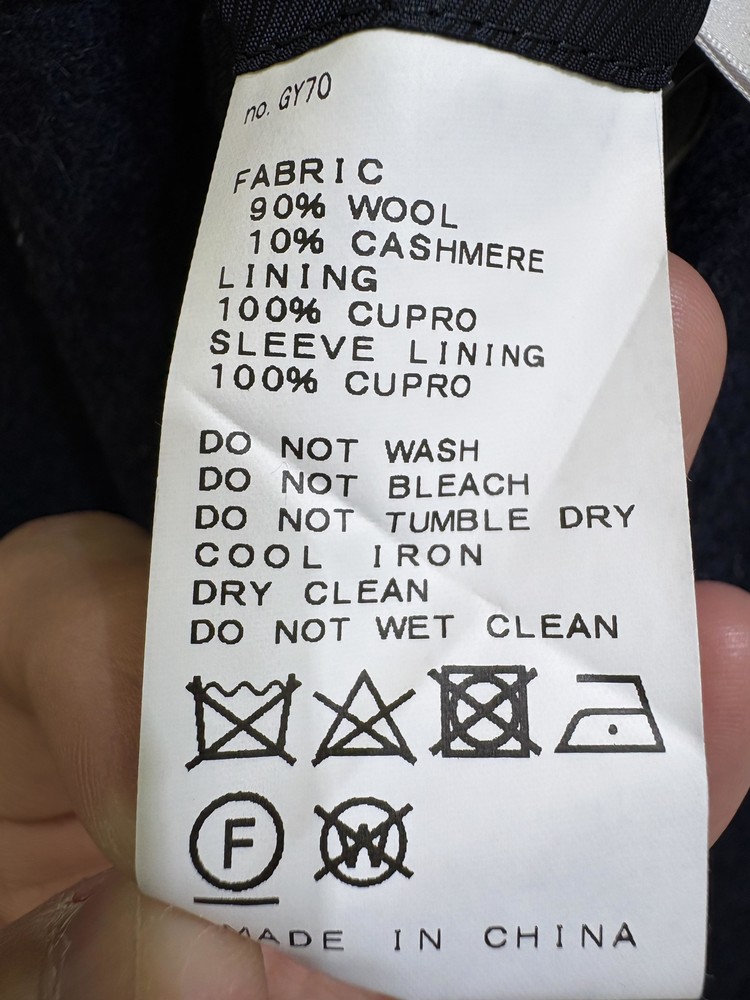 no. GY70
FABRIC
90% WOOL
10% CASHMERE
LINING
100% CUPRO
SLEEVE LINING
100% CUPRO
DO NOT WASH
DO NOT BLEACH
DO NOT TUMBLE DRY
COOL IRON
DRY CLEAN
DO NOT WET CLEAN
F W
MADE IN CHINA